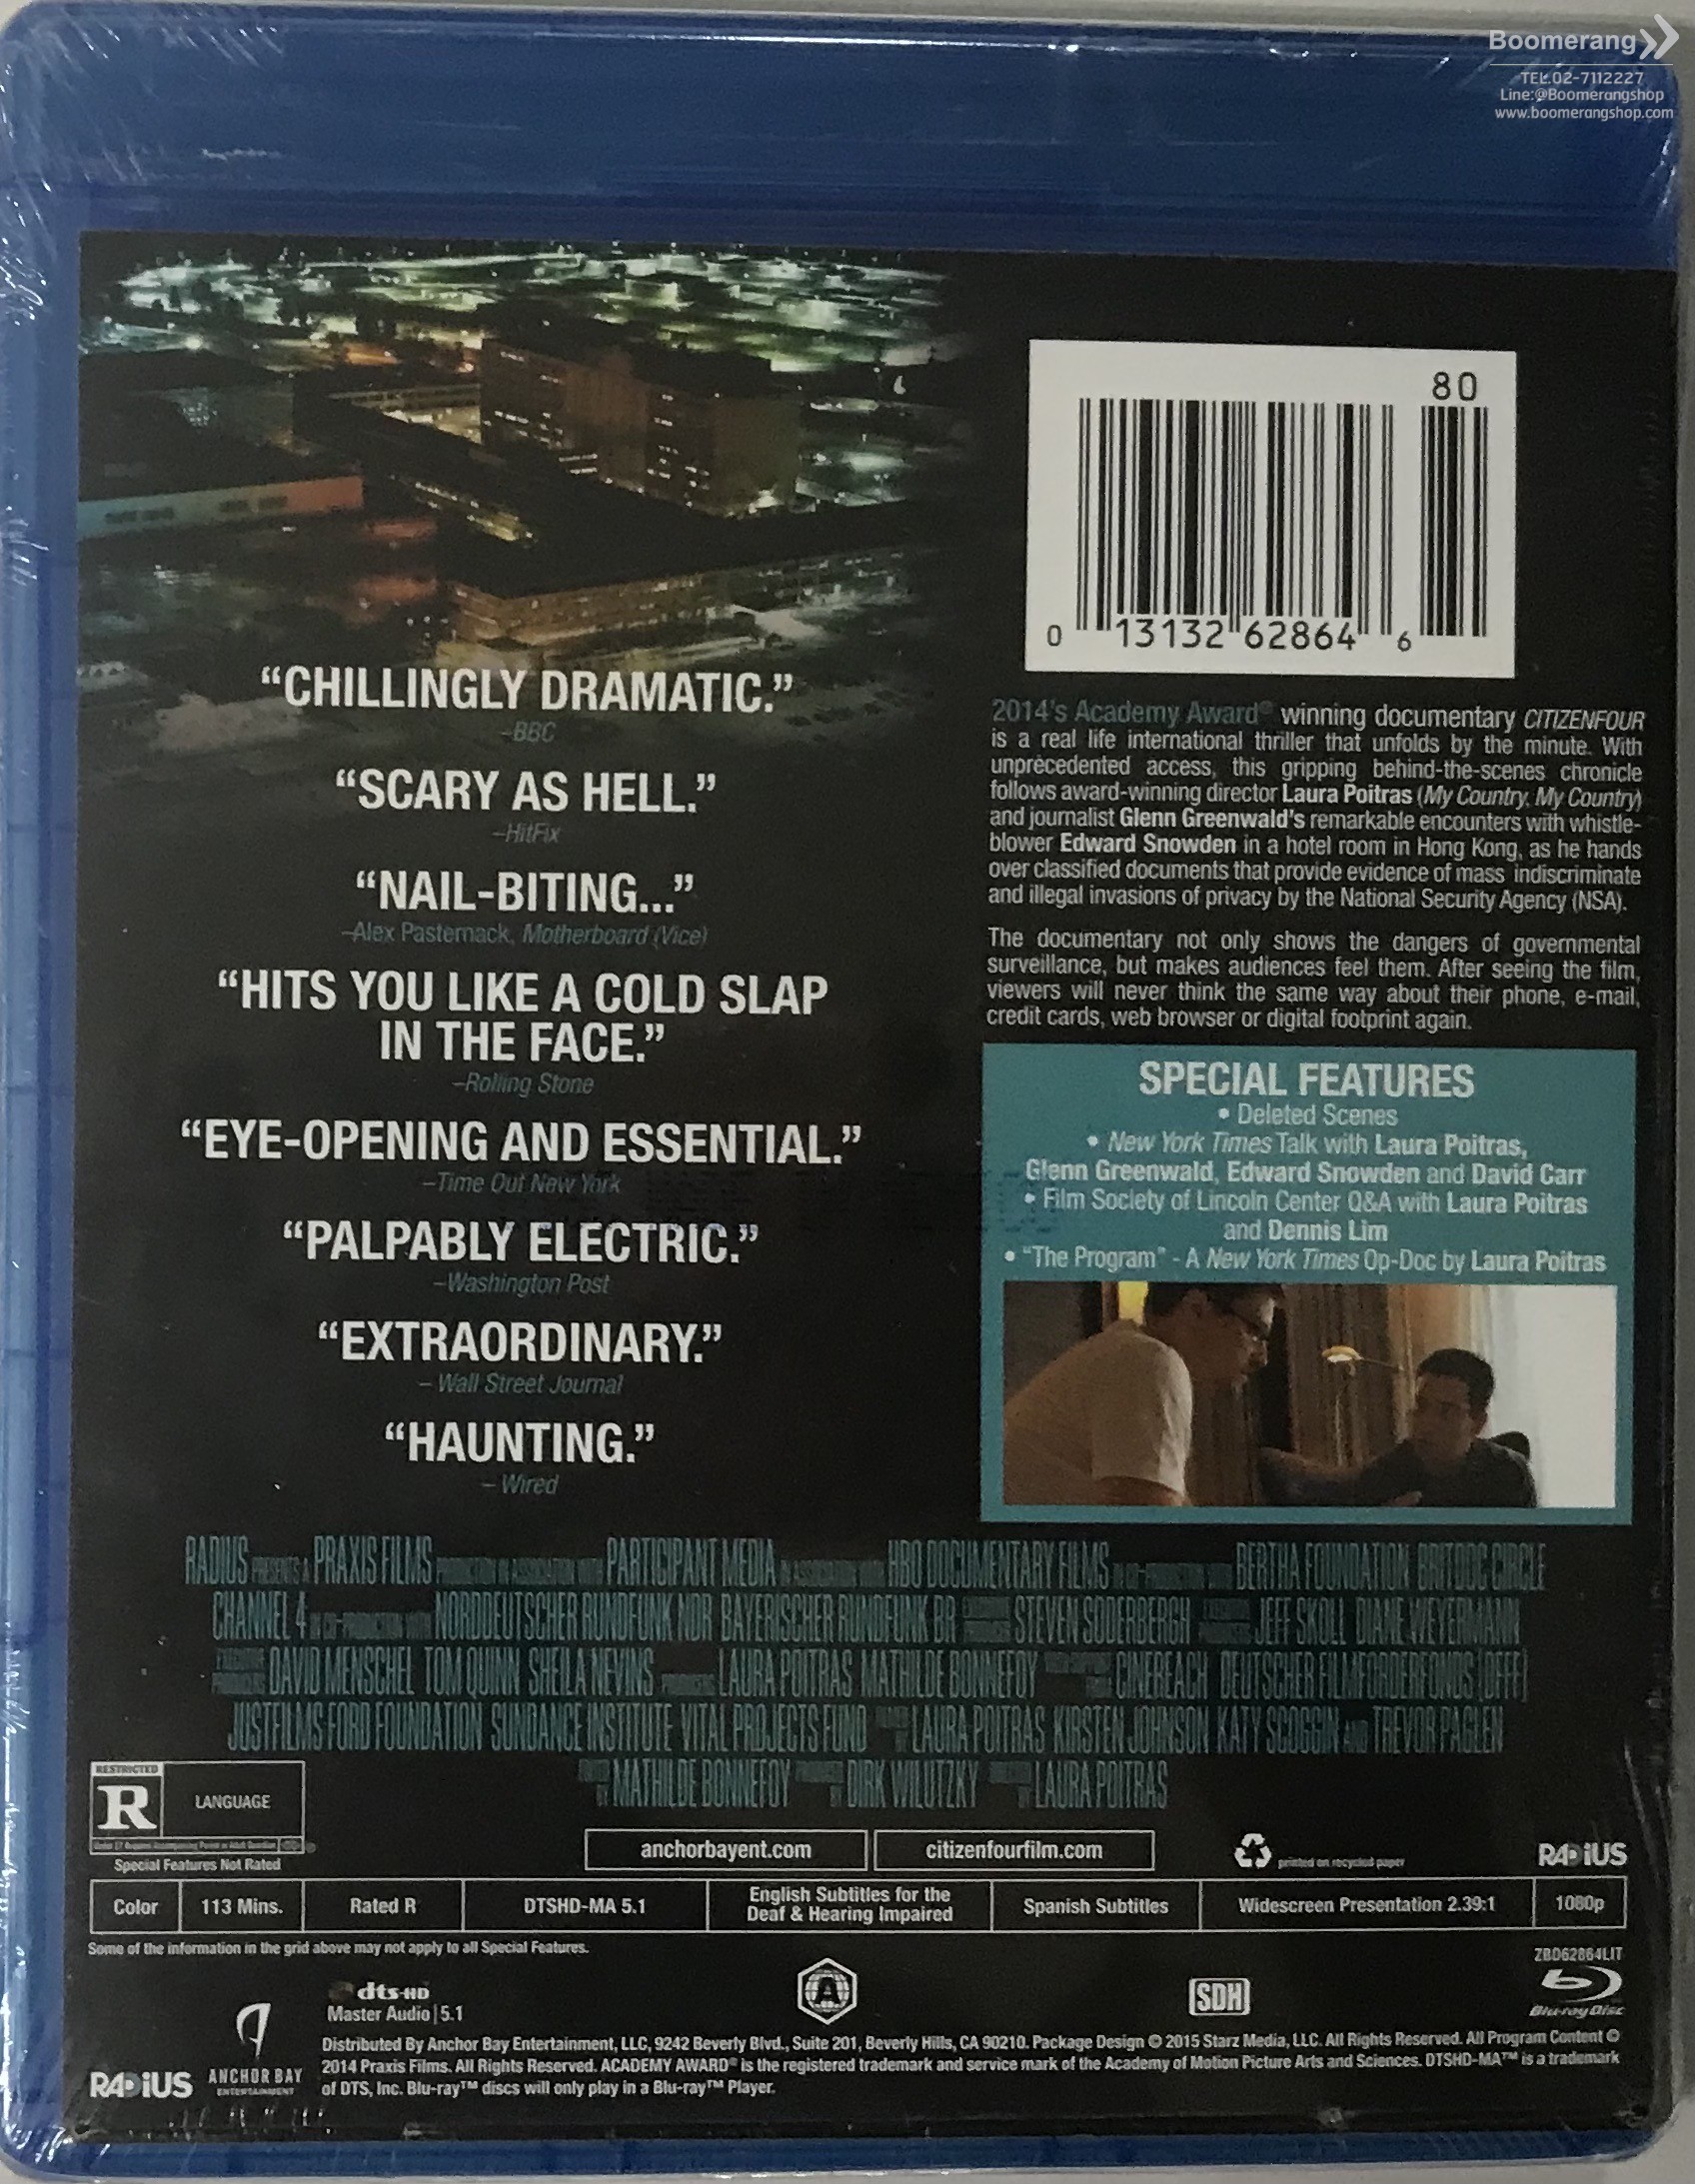 Boomerang
TEL.02-7112227
Line:@Boomerangshop
www.boomerangshop.com
80
0 13132 62864 6
“CHILLINGLY DRAMATIC.”
–BBC
“SCARY AS HELL.”
–HitFix
“NAIL-BITING...”
–Alex Pasternack, Motherboard (Vice)
“HITS YOU LIKE A COLD SLAP
IN THE FACE.”
–Rolling Stone
“EYE-OPENING AND ESSENTIAL.”
–Time Out New York
“PALPABLY ELECTRIC.”
–Washington Post
“EXTRAORDINARY.”
– Wall Street Journal
“HAUNTING.”
– Wired
2014's Academy Award® winning documentary CITIZENFOUR
is a real life international thriller that unfolds by the minute. With
unprecedented access, this gripping behind-the-scenes chronicle
follows award-winning director Laura Poitras (My Country, My Country)
and journalist Glenn Greenwald's remarkable encounters with whistle-
blower Edward Snowden in a hotel room in Hong Kong, as he hands
over classified documents that provide evidence of mass indiscriminate
and illegal invasions of privacy by the National Security Agency (NSA).
The documentary not only shows the dangers of governmental
surveillance, but makes audiences feel them. After seeing the film,
viewers will never think the same way about their phone, e-mail,
credit cards, web browser or digital footprint again.
SPECIAL FEATURES
• Deleted Scenes
• New York Times Talk with Laura Poitras,
Glenn Greenwald, Edward Snowden and David Carr
• Film Society of Lincoln Center Q&A with Laura Poitras
and Dennis Lim
• “The Program” - A New York Times Op-Doc by Laura Poitras
RADIUS PRESENTS A PRAXIS FILMS PRODUCTION IN ASSOCIATION WITH PARTICIPANT MEDIA IN ASSOCIATION WITH HBO DOCUMENTARY FILMS IN CO-PRODUCTION WITH BERTHA FOUNDATION BRITDOC CIRCLE
CHANNEL 4 IN CO-PRODUCTION WITH NORDDEUTSCHER RUNDFUNK NDR BAYERISCHER RUNDFUNK BR STEVEN SODERBERGH JEFF SKOLL DIANE WEYERMANN
DAVID MENSCHEL TOM QUINN SHEILA NEVINS LAURA POITRAS MATHILDE BONNEFOY CINEREACH DEUTSCHER FILMFÖRDERFONDS (DFFF)
JUSTFILMS FORD FOUNDATION SUNDANCE INSTITUTE VITAL PROJECTS FUND LAURA POITRAS KIRSTEN JOHNSON KATY SCOGGIN AND TREVOR PAGLEN
MATHILDE BONNEFOY DIRK WILUTZKY LAURA POITRAS
RESTRICTED
R LANGUAGE
Special Features Not Rated
anchorbayent.com citizenfourfilm.com printed on recycled paper RADiUS
Color 113 Mins. Rated R DTSHD-MA 5.1 English Subtitles for the
Deaf & Hearing Impaired Spanish Subtitles Widescreen Presentation 2.39:1 1080p
Some of the information in the grid above may not apply to all Special Features.
ZBD62864LIT
dts-HD
Master Audio | 5.1
A
SDH
Blu-ray Disc
Distributed By Anchor Bay Entertainment, LLC, 9242 Beverly Blvd., Suite 201, Beverly Hills, CA 90210. Package Design © 2015 Starz Media, LLC. All Rights Reserved. All Program Content ©
2014 Praxis Films. All Rights Reserved. ACADEMY AWARD® is the registered trademark and service mark of the Academy of Motion Picture Arts and Sciences. DTSHD-MA™ is a trademark
of DTS, Inc. Blu-ray™ discs will only play in a Blu-ray™ Player.
RADiUS
ANCHOR BAY
ENTERTAINMENT